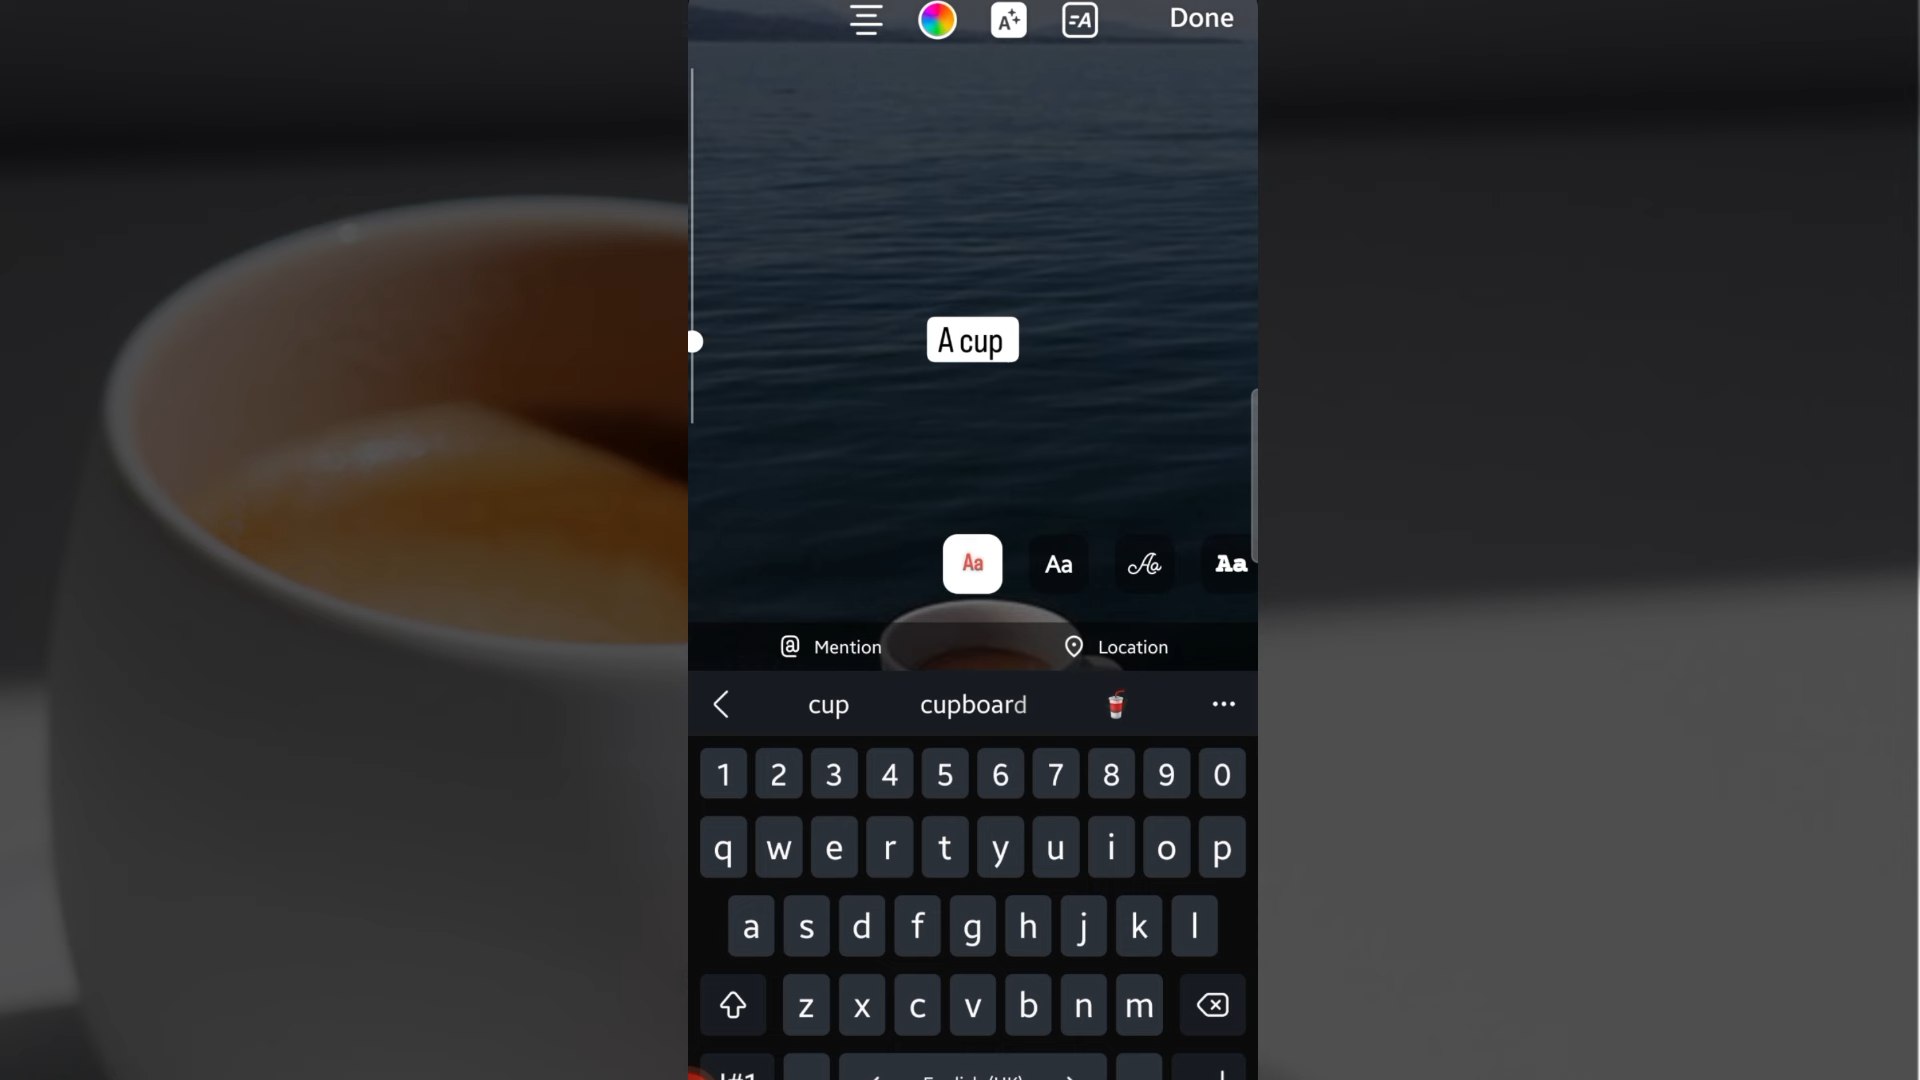 Done
A cup
Aa Aa Aa Aa
@ Mention Location
cup cupboard
1 2 3 4 5 6 7 8 9 0
q w e r t y u i o p
a s d f g h j k l
z x c v b n m